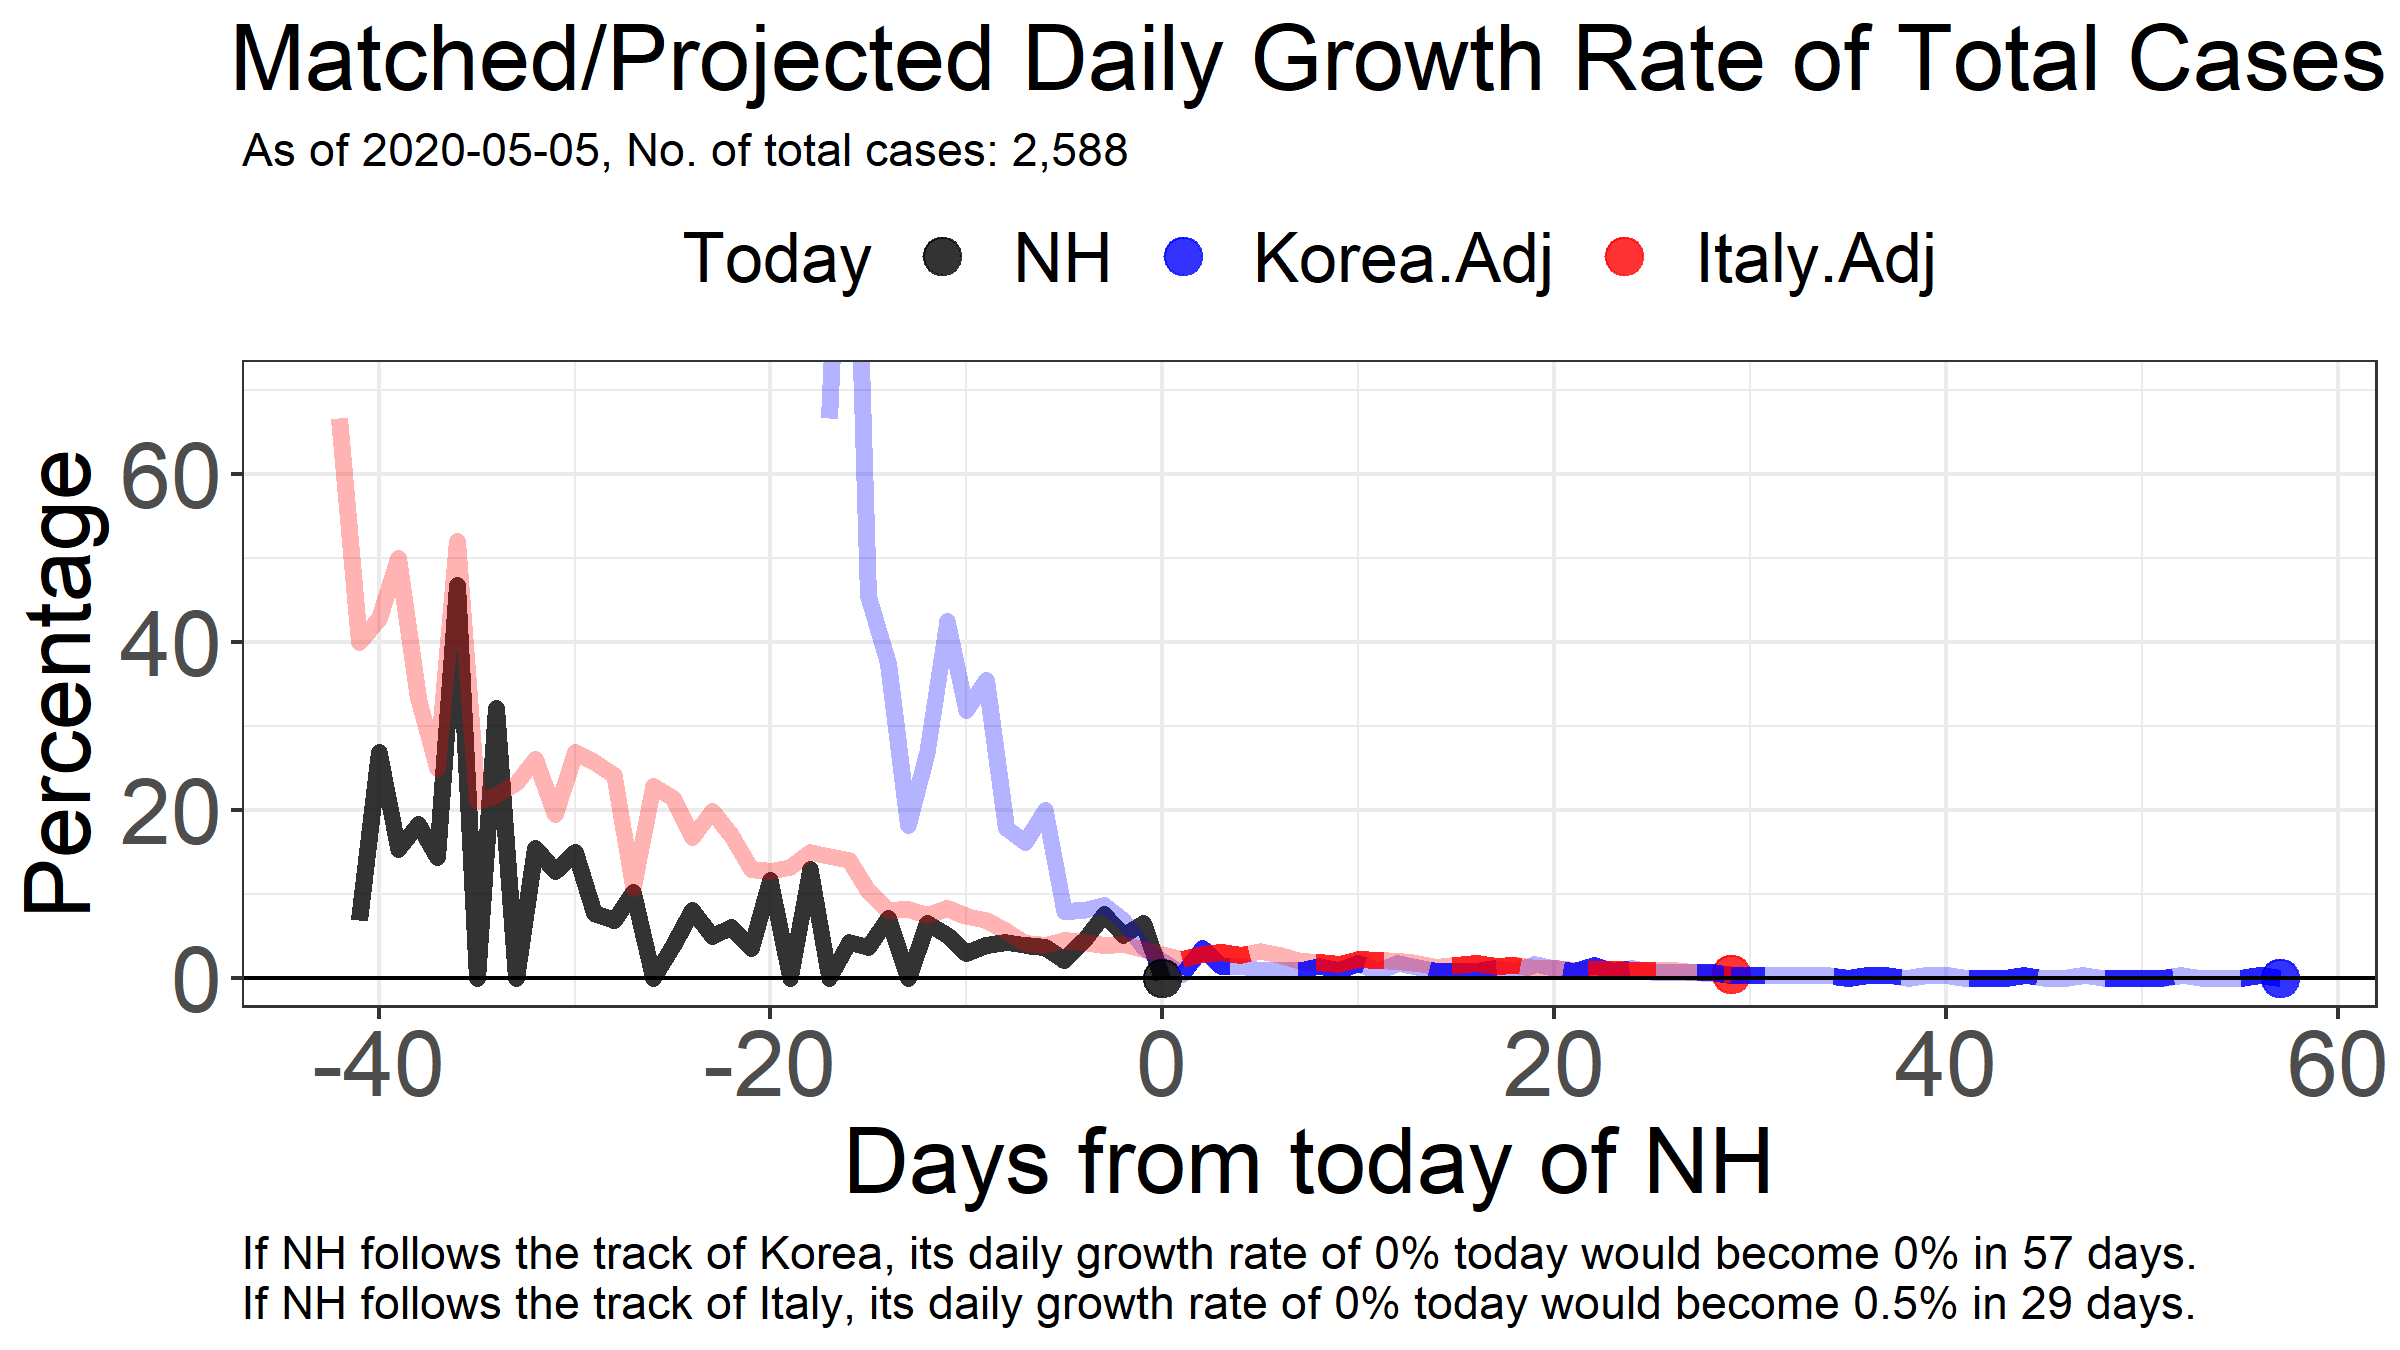 Matched/Projected Daily Growth Rate of Total Cases
As of 2020-05-05, No. of total cases: 2,588
Today NH Korea.Adj Italy.Adj
Percentage
60
40
20
0
-40 -20 0 20 40 60
Days from today of NH
If NH follows the track of Korea, its daily growth rate of 0% today would become 0% in 57 days.
If NH follows the track of Italy, its daily growth rate of 0% today would become 0.5% in 29 days.